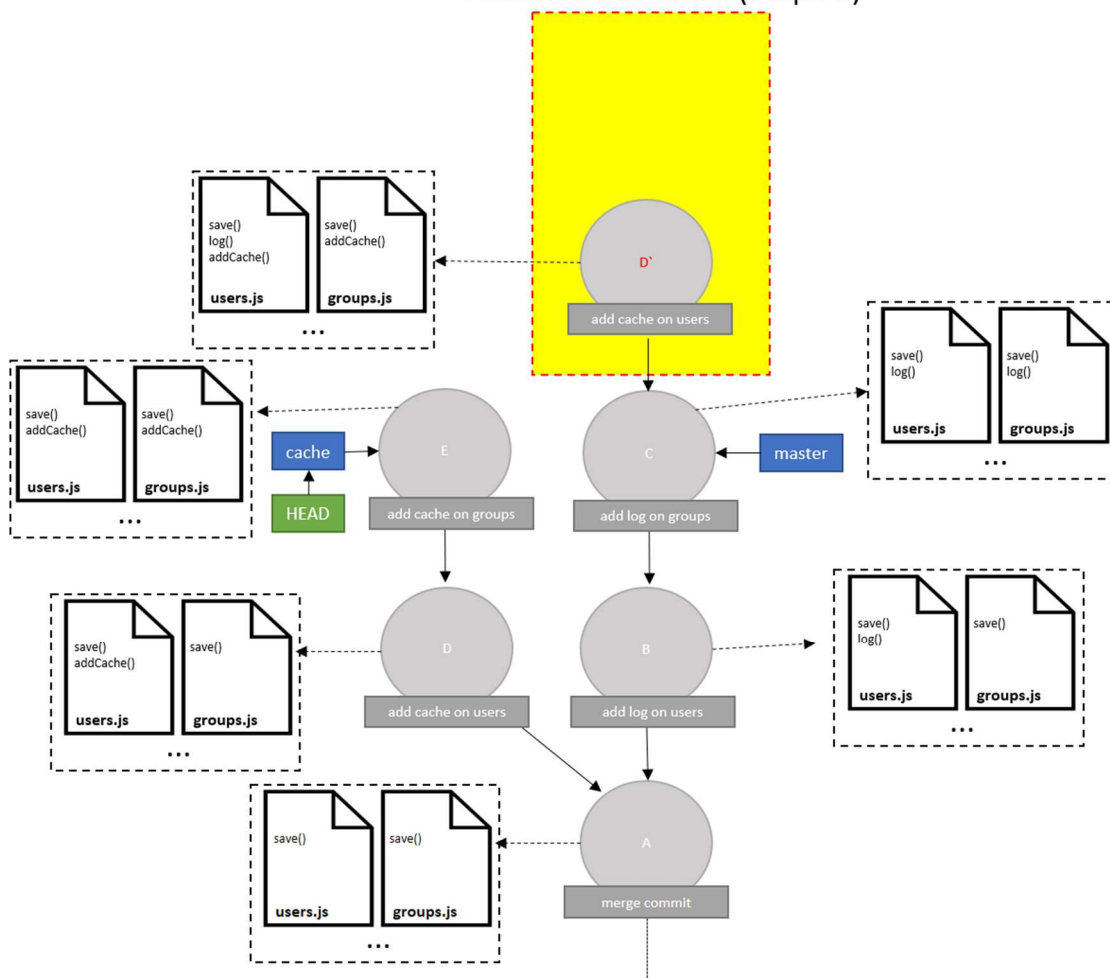 save()
log()
addCache()
users.js
save()
addCache()
groups.js
...
D`
add cache on users
save()
addCache()
users.js
save()
addCache()
groups.js
...
cache
HEAD
E
add cache on groups
C
add log on groups
master
save()
log()
users.js
save()
log()
groups.js
...
save()
addCache()
users.js
save()
groups.js
...
D
add cache on users
B
add log on users
save()
log()
users.js
save()
groups.js
...
save()
users.js
save()
groups.js
...
A
merge commit